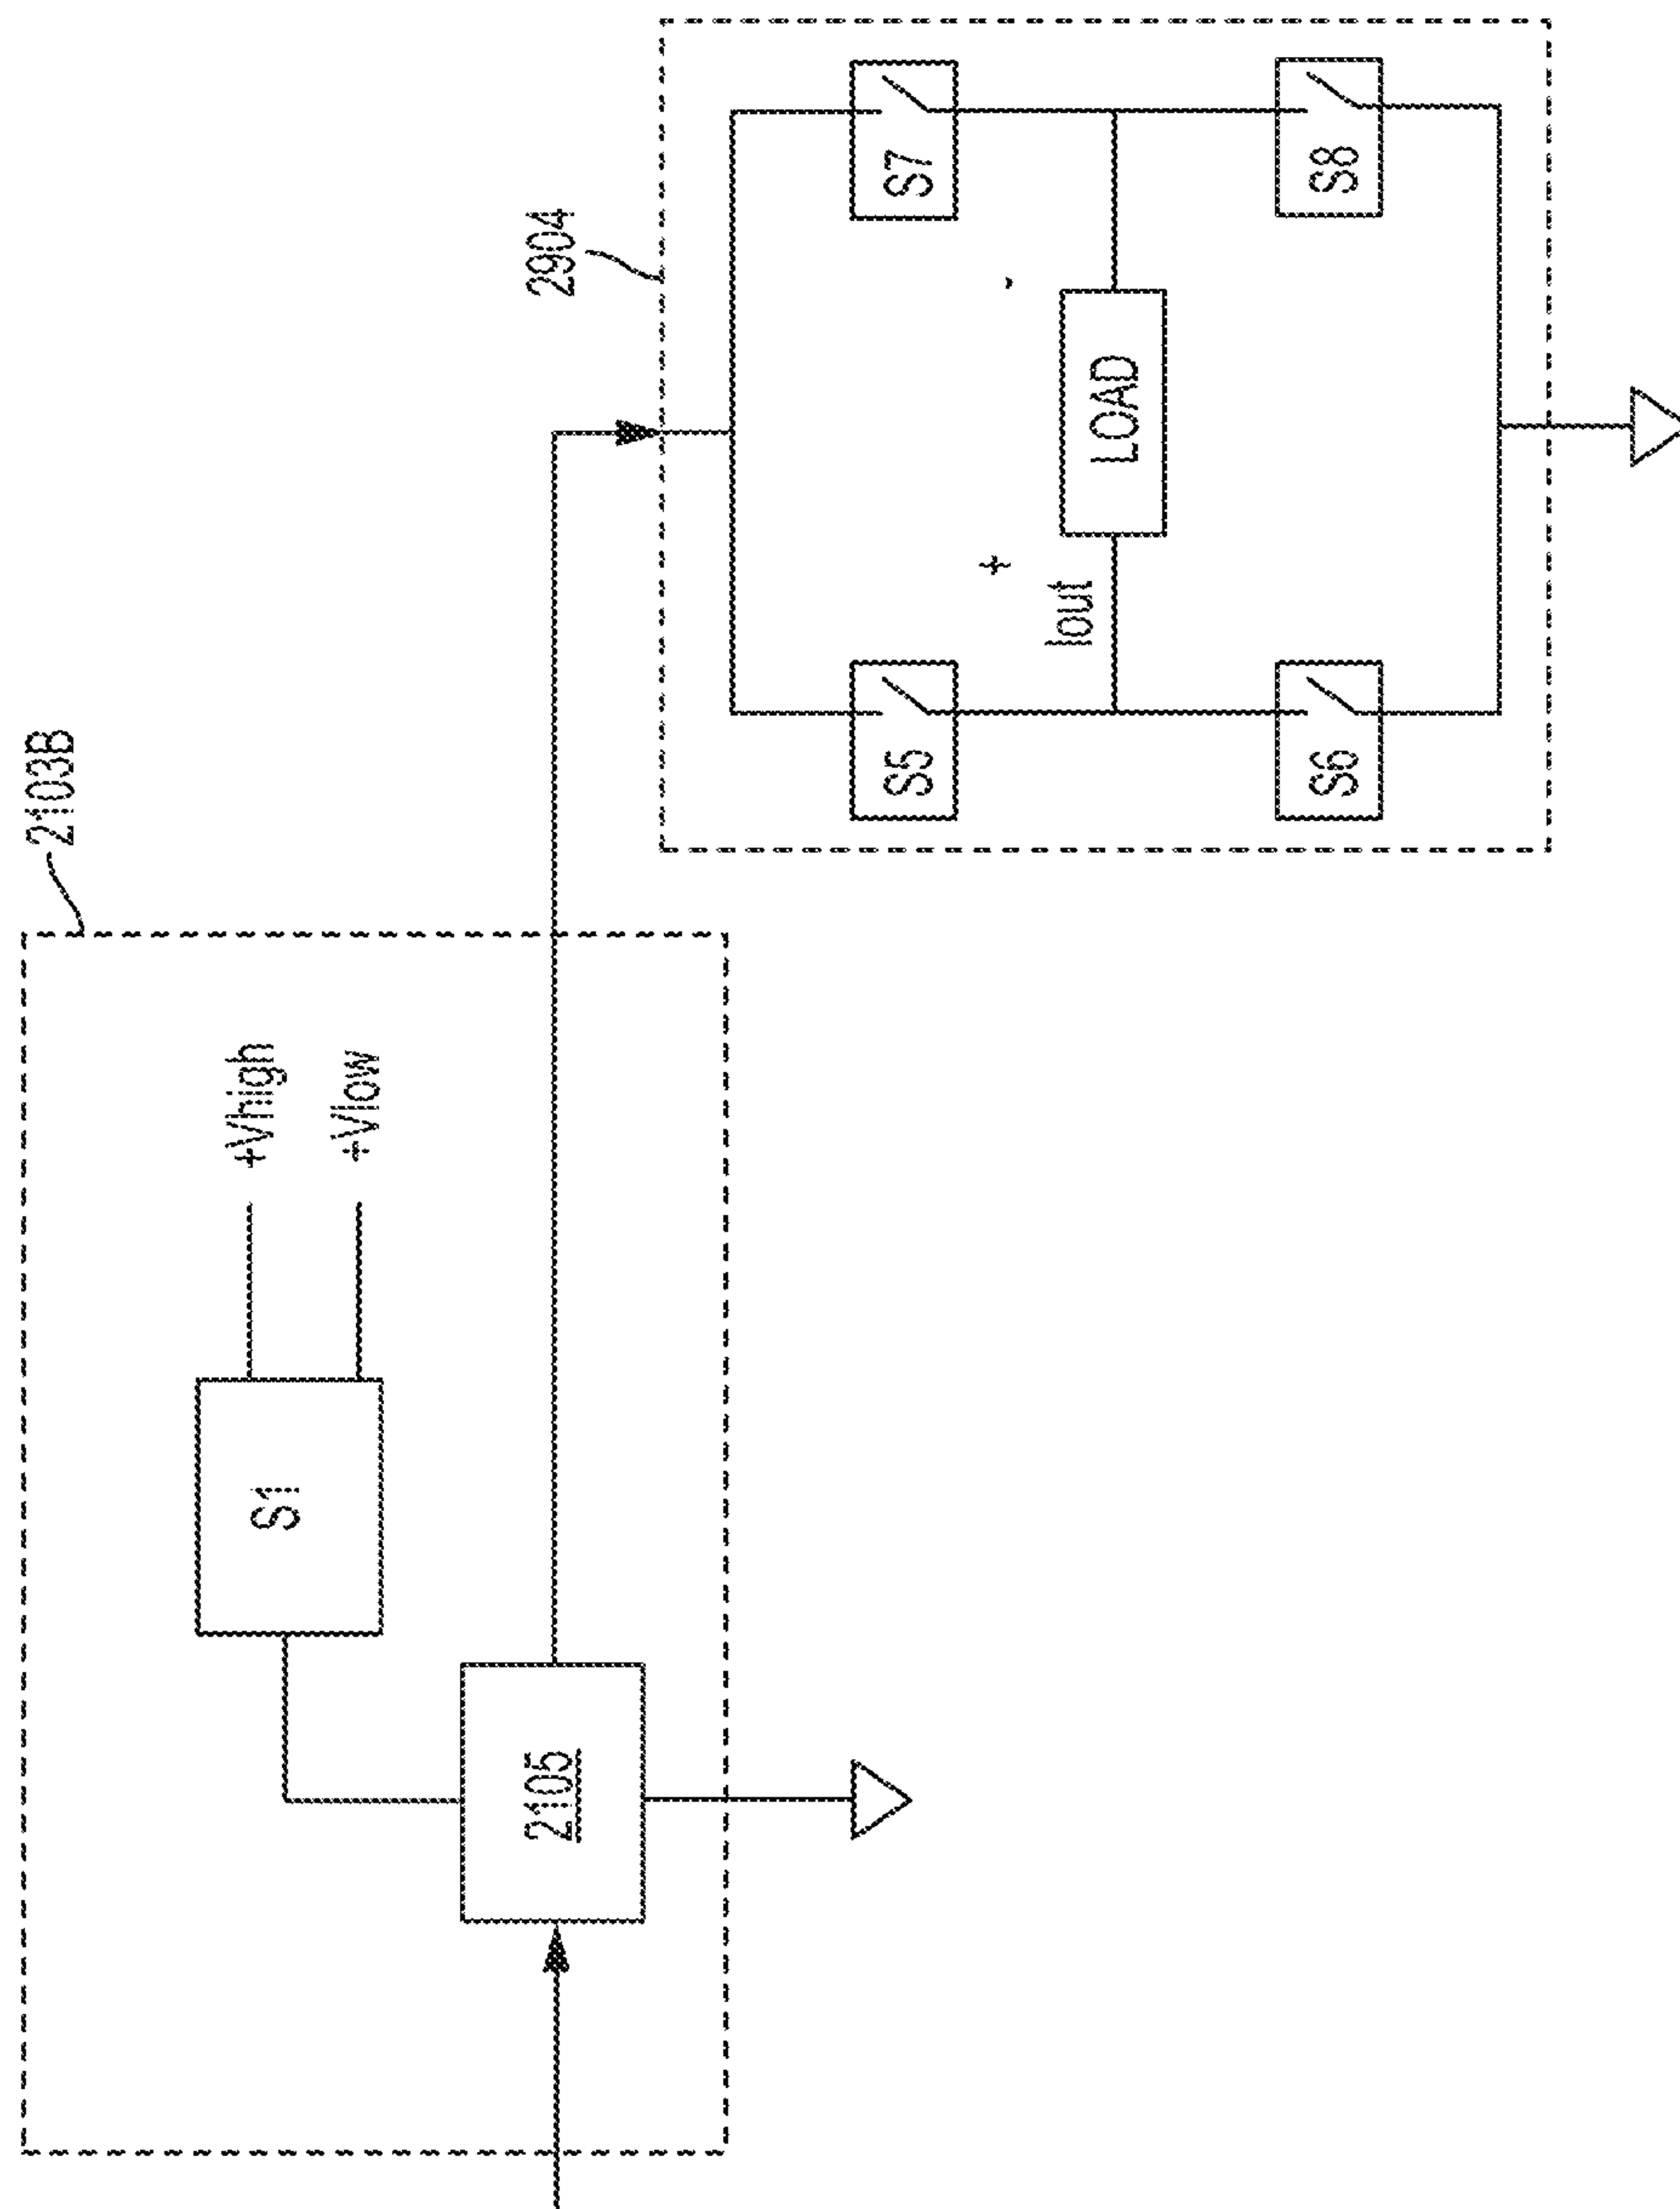 2103B
+Vhigh
+Vlow
S1
2105
2904
S5
S7
+
-
Iout
LOAD
S6
S8